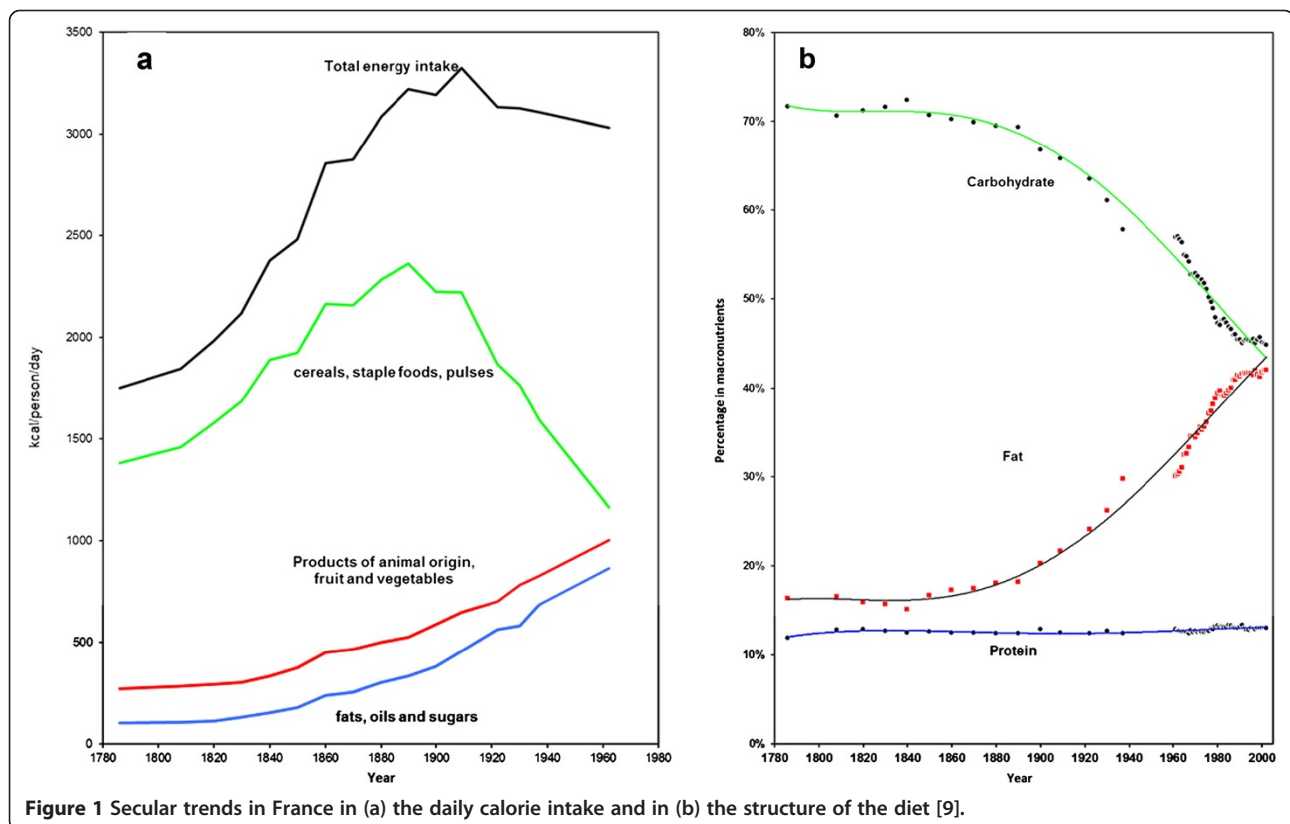 a
Total energy intake
cereals, staple foods, pulses
Products of animal origin,
fruit and vegetables
fats, oils and sugars
kcal/person/day
3500
3000
2500
2000
1500
1000
500
0
1780 1800 1820 1840 1860 1880 1900 1920 1940 1960 1980
Year
b
Carbohydrate
Fat
Protein
Percentage in macronutrients
80%
70%
60%
50%
40%
30%
20%
10%
0%
1780 1800 1820 1840 1860 1880 1900 1920 1940 1960 1980 2000
Year
Figure 1 Secular trends in France in (a) the daily calorie intake and in (b) the structure of the diet [9].